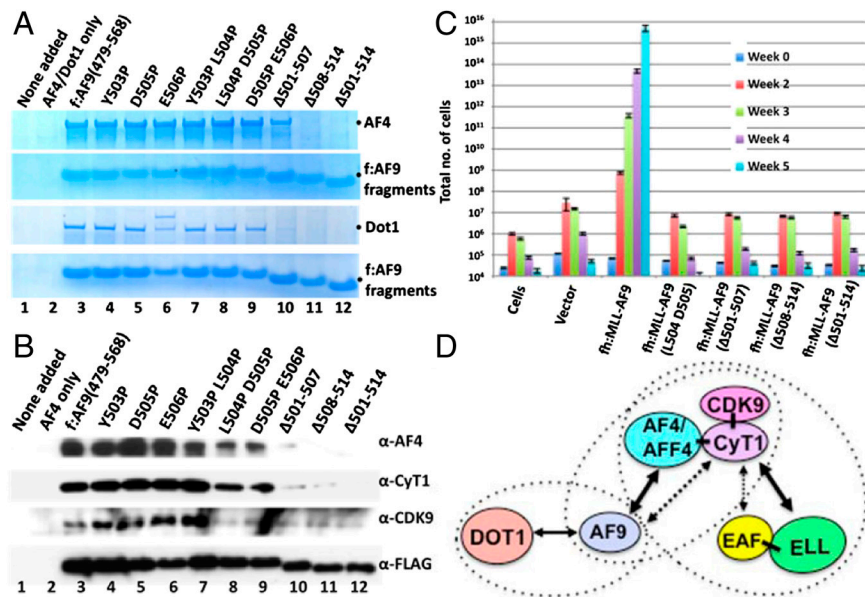 A
None added
AF4/Dot1 only
f:AF9(479-568)
Y503P
D505P
E506P
Y503P L504P
L504P D505P
D505P E506P
Δ501-507
Δ508-514
Δ501-514
AF4
f:AF9
fragments
Dot1
f:AF9
fragments
1 2 3 4 5 6 7 8 9 10 11 12
B
None added
AF4 only
f:AF9(479-568)
Y503P
D505P
E506P
Y503P L504P
L504P D505P
D505P E506P
Δ501-507
Δ508-514
Δ501-514
α-AF4
α-CyT1
α-CDK9
α-FLAG
1 2 3 4 5 6 7 8 9 10 11 12
C
Total no. of cells
10¹⁶
10¹⁵
10¹⁴
10¹³
10¹²
10¹¹
10¹⁰
10⁹
10⁸
10⁷
10⁶
10⁵
10⁴
Week 0
Week 2
Week 3
Week 4
Week 5
Cells
Vector
fh:MLL-AF9
fh:MLL-AF9
(L504 D505)
fh:MLL-AF9
(Δ501-507)
fh:MLL-AF9
(Δ508-514)
fh:MLL-AF9
(Δ501-514)
D
CDK9
AF4/
AFF4
CyT1
DOT1
AF9
EAF
ELL